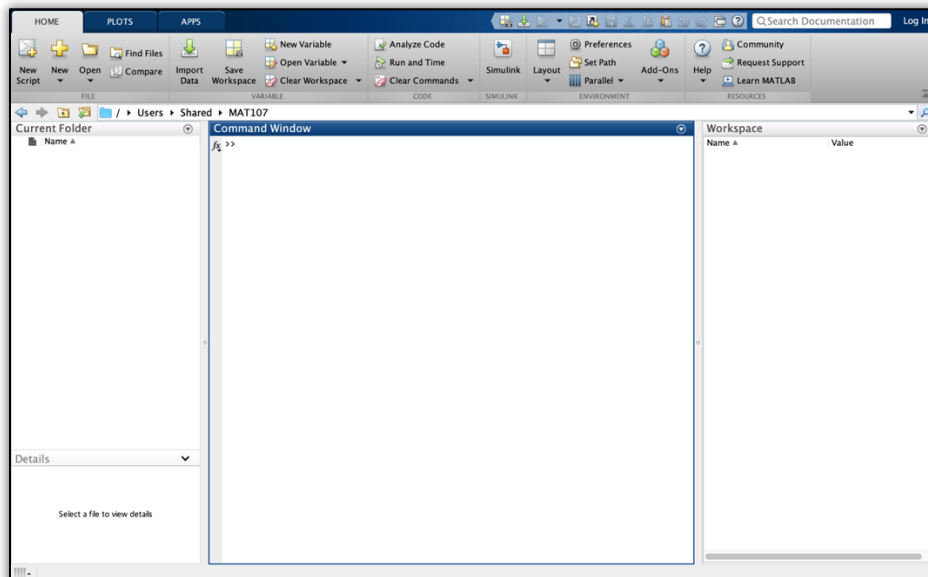 HOME PLOTS APPS
Search Documentation Log In
New Script New Open Find Files Compare
FILE
Import Data Save Workspace New Variable Open Variable Clear Workspace
VARIABLE
Analyze Code Run and Time Clear Commands
CODE
Simulink
SIMULINK
Layout Preferences Set Path Parallel Add-Ons
ENVIRONMENT
Help Community Request Support Learn MATLAB
RESOURCES
/ Users Shared MAT107
Current Folder
Name
Command Window
fx >>
Workspace
Name Value
Details
Select a file to view details